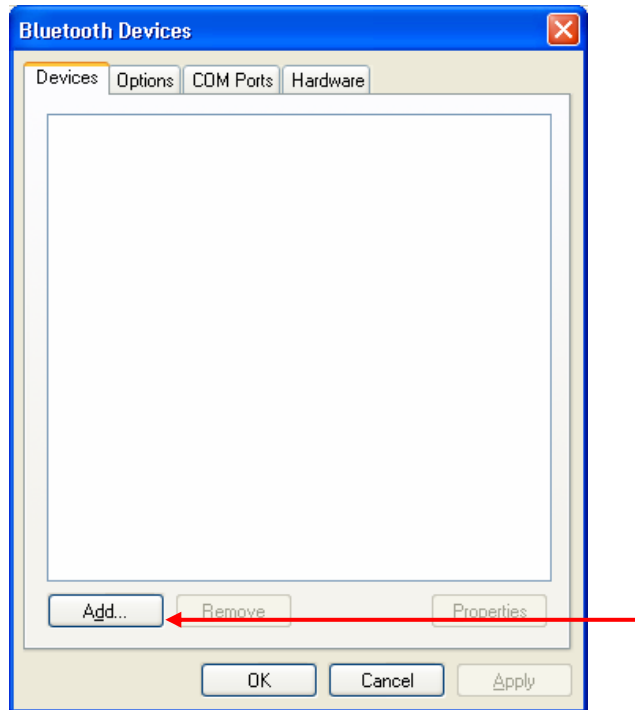 Bluetooth Devices
Devices Options COM Ports Hardware
Add... Remove Properties
OK Cancel Apply